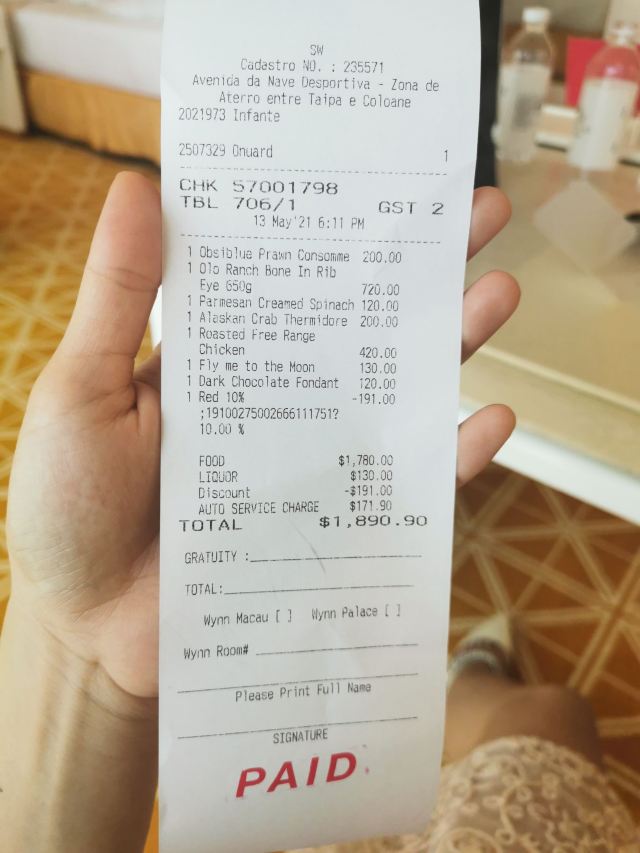 SW
Cadastro NO. : 235571
Avenida da Nave Desportiva - Zona de
Aterro entre Taipa e Coloane
2021973 Infante
2507329 Onuard 1
CHK 57001798
TBL 706/1 GST 2
13 May'21 6:11 PM
1 Obsiblue Prawn Consomme 200.00
1 Olo Ranch Bone In Rib
Eye 650g 720.00
1 Parmesan Creamed Spinach 120.00
1 Alaskan Crab Thermidore 200.00
1 Roasted Free Range
Chicken 420.00
1 Fly me to the Moon 130.00
1 Dark Chocolate Fondant 120.00
1 Red 10% -191.00
;19100275002666111751?
10.00 %
FOOD $1,780.00
LIQUOR $130.00
Discount -$191.00
AUTO SERVICE CHARGE $171.90
TOTAL $1,890.90
GRATUITY :
TOTAL:
Wynn Macau [ ] Wynn Palace [ ]
Wynn Room#
Please Print Full Name
SIGNATURE
PAID